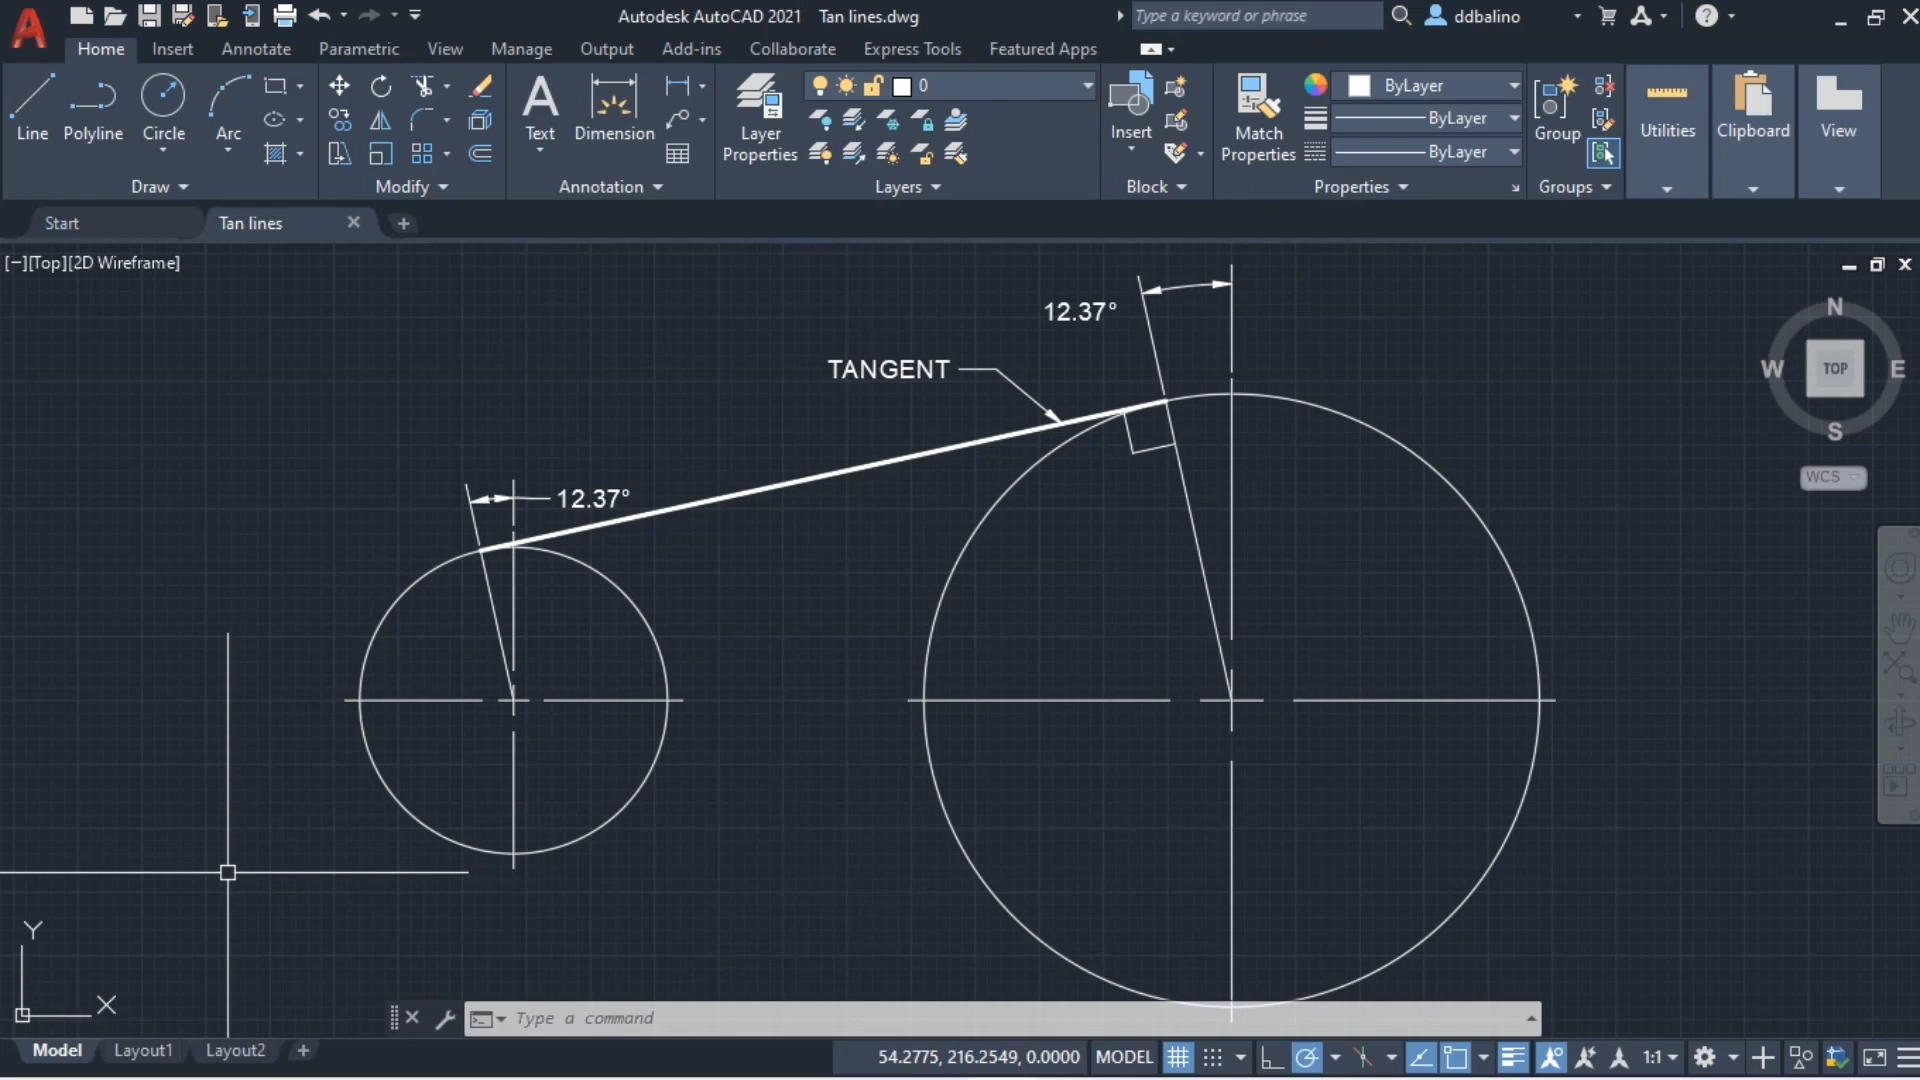 Autodesk AutoCAD 2021 Tan lines.dwg
Type a keyword or phrase
ddbalino
Home Insert Annotate Parametric View Manage Output Add-ins Collaborate Express Tools Featured Apps
0
ByLayer
ByLayer
ByLayer
Line Polyline Circle Arc
Text Dimension
Layer Properties
Insert
Match Properties
Group
Utilities
Clipboard
View
Draw Modify Annotation Layers Block Properties Groups
Start
Tan lines
[−][Top][2D Wireframe]
12.37°
TANGENT
12.37°
N
W TOP E
S
WCS
Y
X
Type a command
Model Layout1 Layout2
54.2775, 216.2549, 0.0000 MODEL 1:1